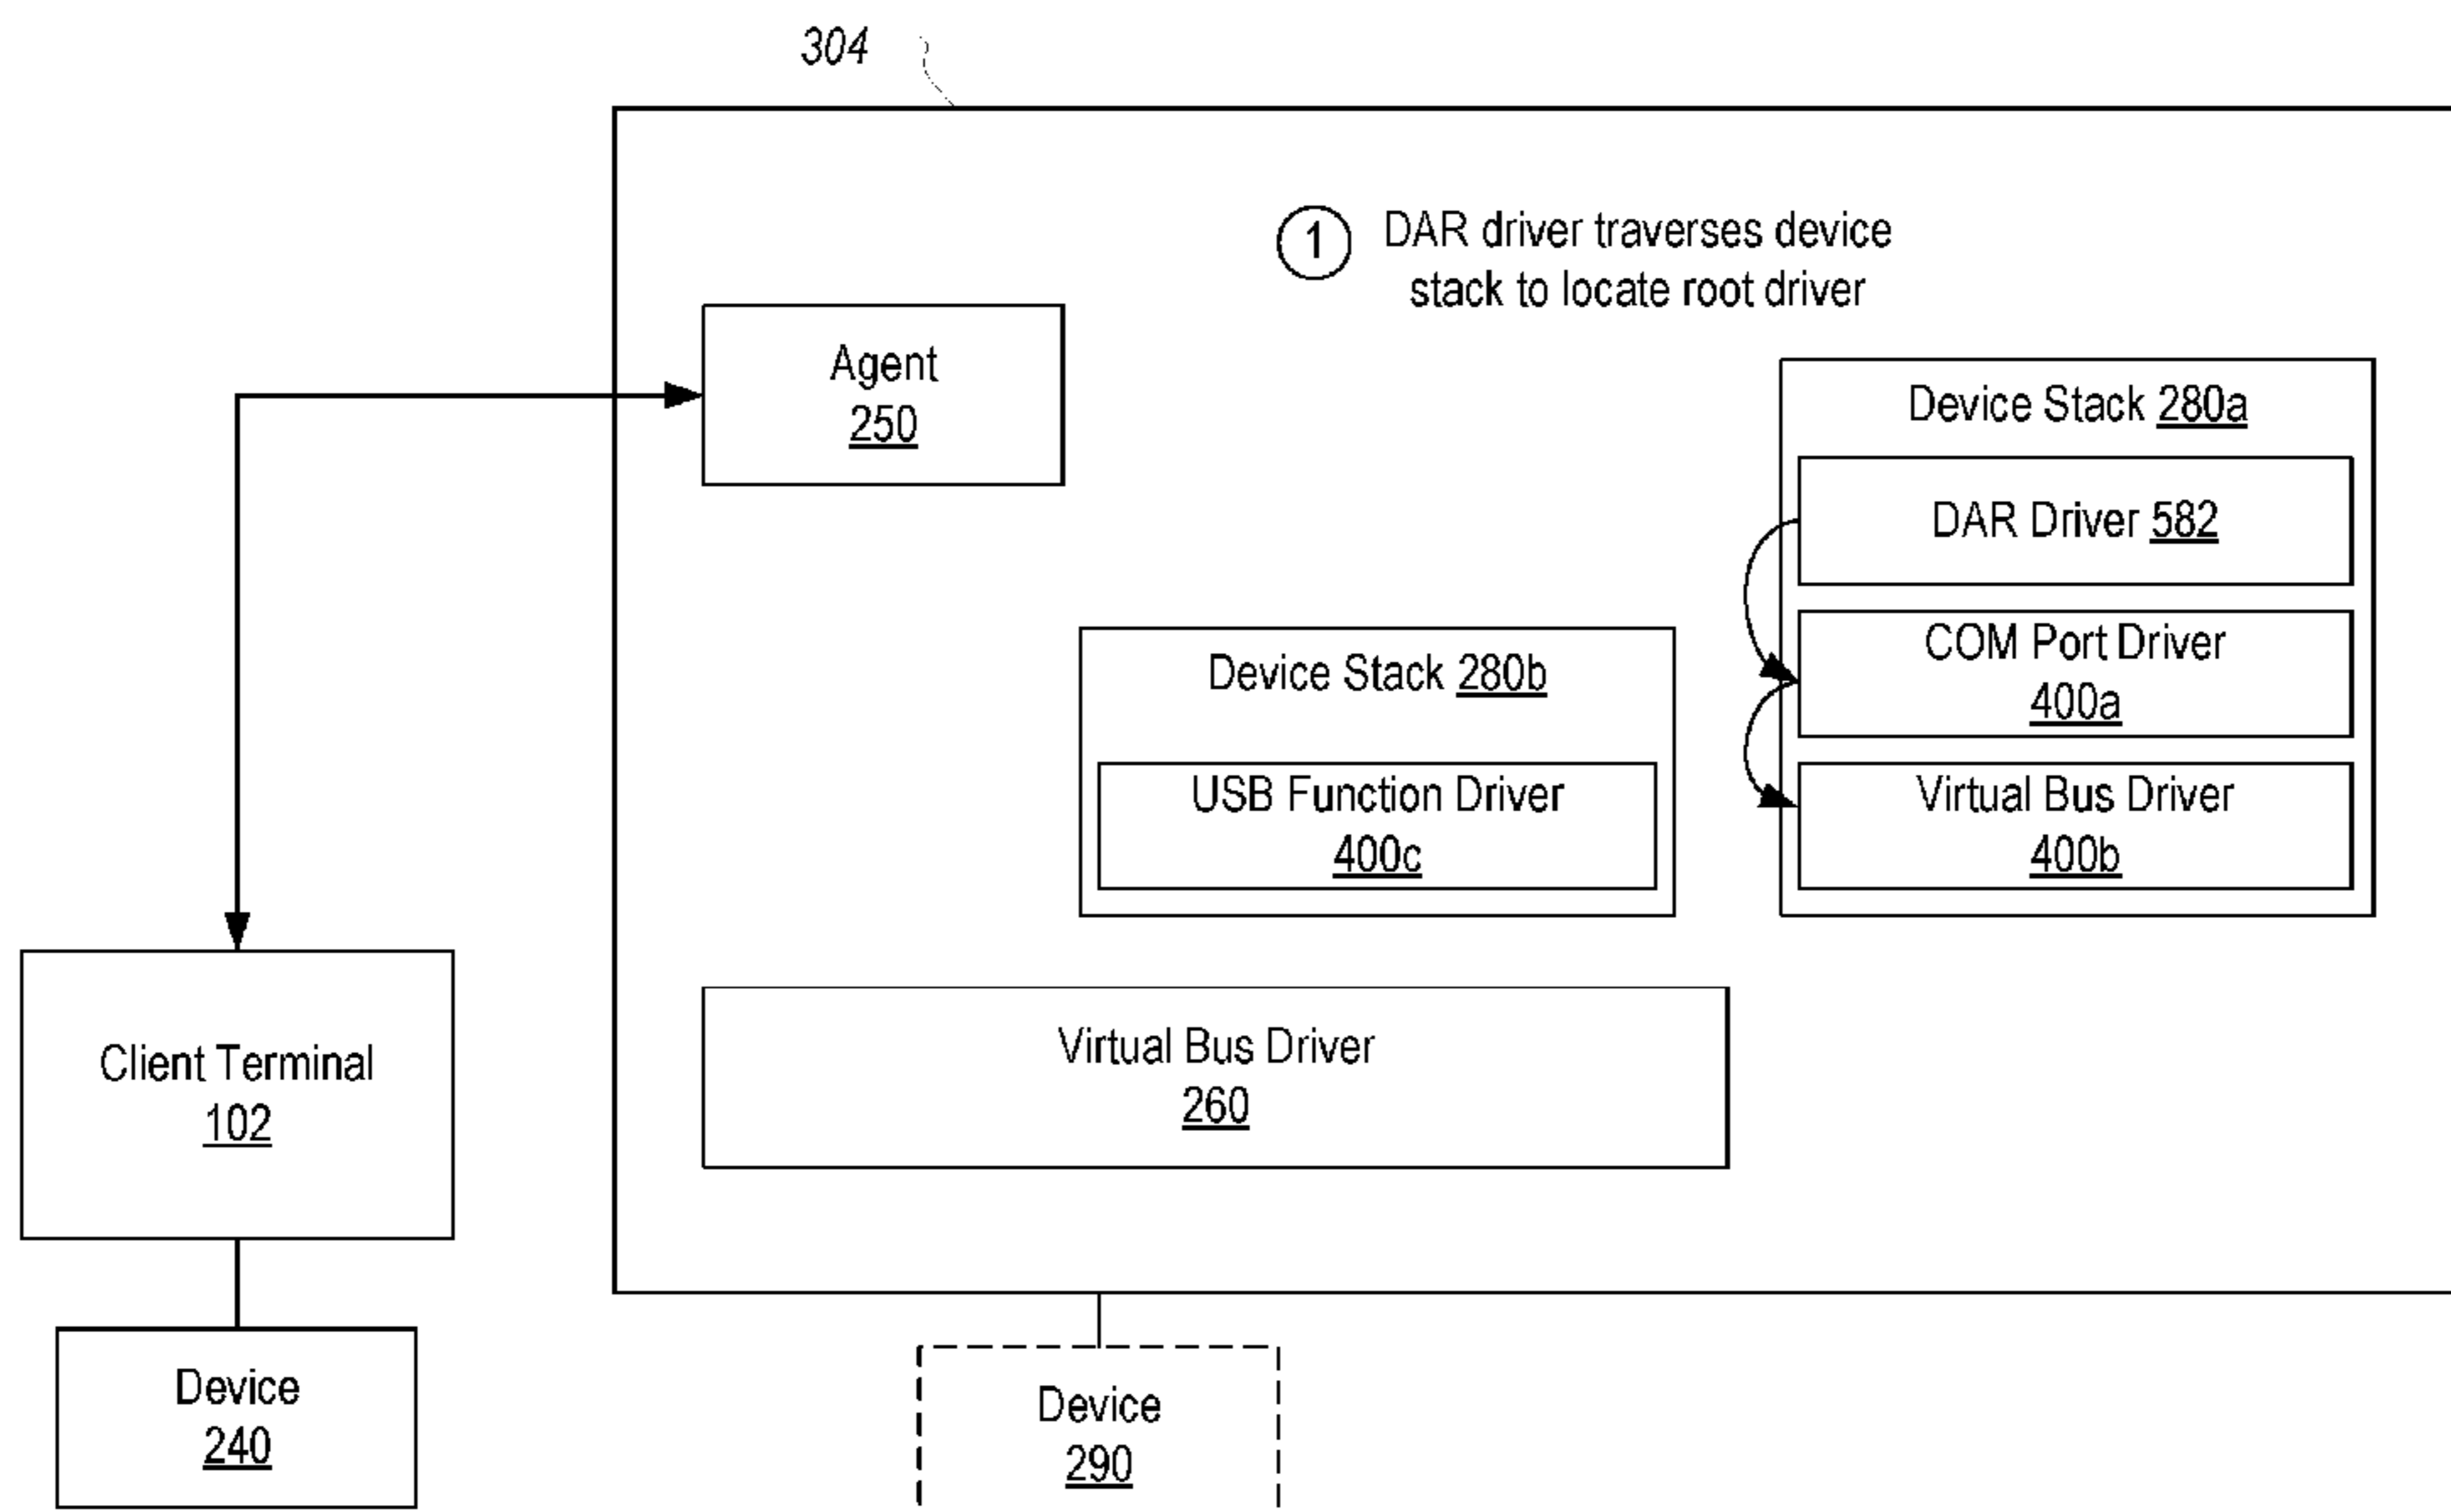 304
1 DAR driver traverses device
stack to locate root driver
Agent
250
Device Stack 280a
DAR Driver 582
COM Port Driver
400a
Virtual Bus Driver
400b
Device Stack 280b
USB Function Driver
400c
Virtual Bus Driver
260
Client Terminal
102
Device
240
Device
290